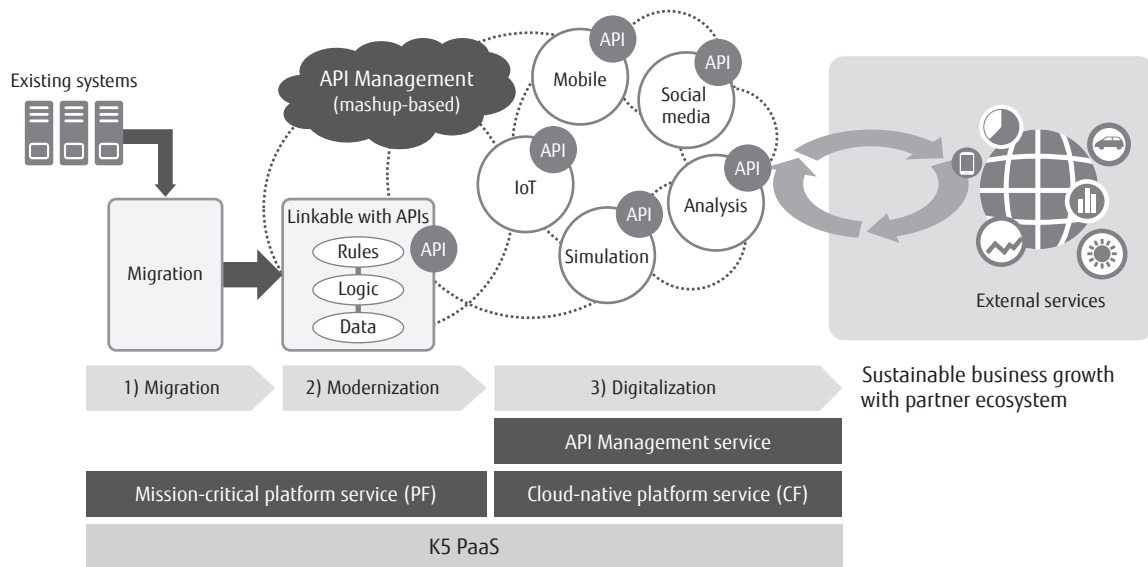 Existing systems
Migration
API Management
(mashup-based)
Linkable with APIs
Rules
Logic
Data
API
API
Mobile
API
Social
media
API
IoT
API
Analysis
API
Simulation
External services
1) Migration
2) Modernization
3) Digitalization
Sustainable business growth
with partner ecosystem
API Management service
Mission-critical platform service (PF)
Cloud-native platform service (CF)
K5 PaaS